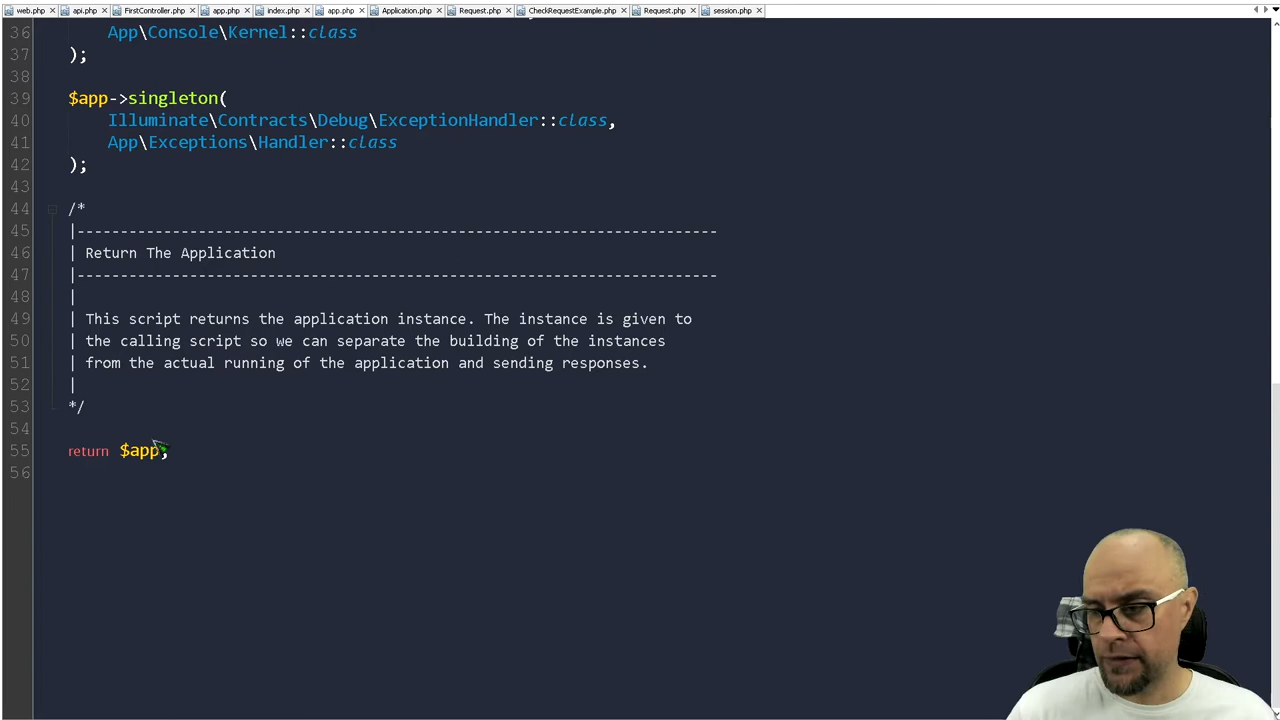 web.php api.php FirstController.php app.php index.php app.php Application.php Request.php CheckRequestExample.php Request.php session.php
36 App\Console\Kernel::class
37 );
38
39 $app->singleton(
40 Illuminate\Contracts\Debug\ExceptionHandler::class,
41 App\Exceptions\Handler::class
42 );
43
44 /*
45 |--------------------------------------------------------------------------
46 | Return The Application
47 |--------------------------------------------------------------------------
48 |
49 | This script returns the application instance. The instance is given to
50 | the calling script so we can separate the building of the instances
51 | from the actual running of the application and sending responses.
52 |
53 */
54
55 return $app;
56